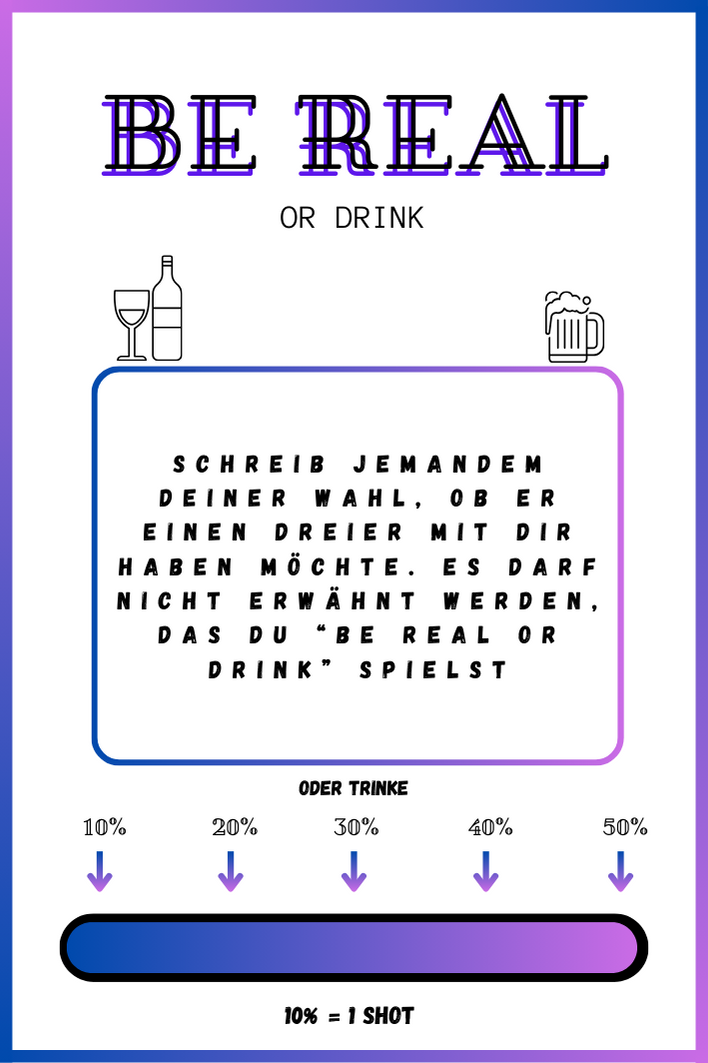 BE REAL
OR DRINK
SCHREIB JEMANDEM
DEINER WAHL, OB ER
EINEN DREIER MIT DIR
HABEN MÖCHTE. ES DARF
NICHT ERWÄHNT WERDEN,
DAS DU “BE REAL OR
DRINK” SPIELST
ODER TRINKE
10% 20% 30% 40% 50%
10% = 1 SHOT